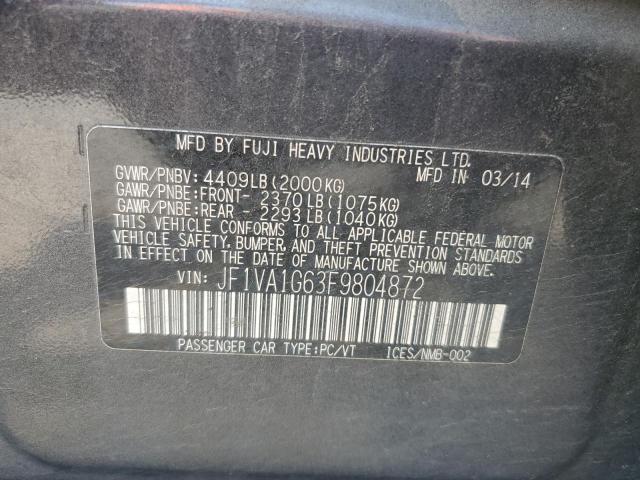 MFD BY FUJI HEAVY INDUSTRIES LTD.
GVWR/PNBV: 4409LB(2000KG) MFD IN 03/14
GAWR/PNBE:FRONT- 2370LB(1075KG)
GAWR/PNBE:REAR - 2293LB(1040KG)
THIS VEHICLE CONFORMS TO ALL APPLICABLE FEDERAL MOTOR
VEHICLE SAFETY, BUMPER, AND THEFT PREVENTION STANDARDS
IN EFFECT ON THE DATE OF MANUFACTURE SHOWN ABOVE.
VIN: JF1VA1G63F9804872
PASSENGER CAR TYPE:PC/VT 1CES/NMB-002